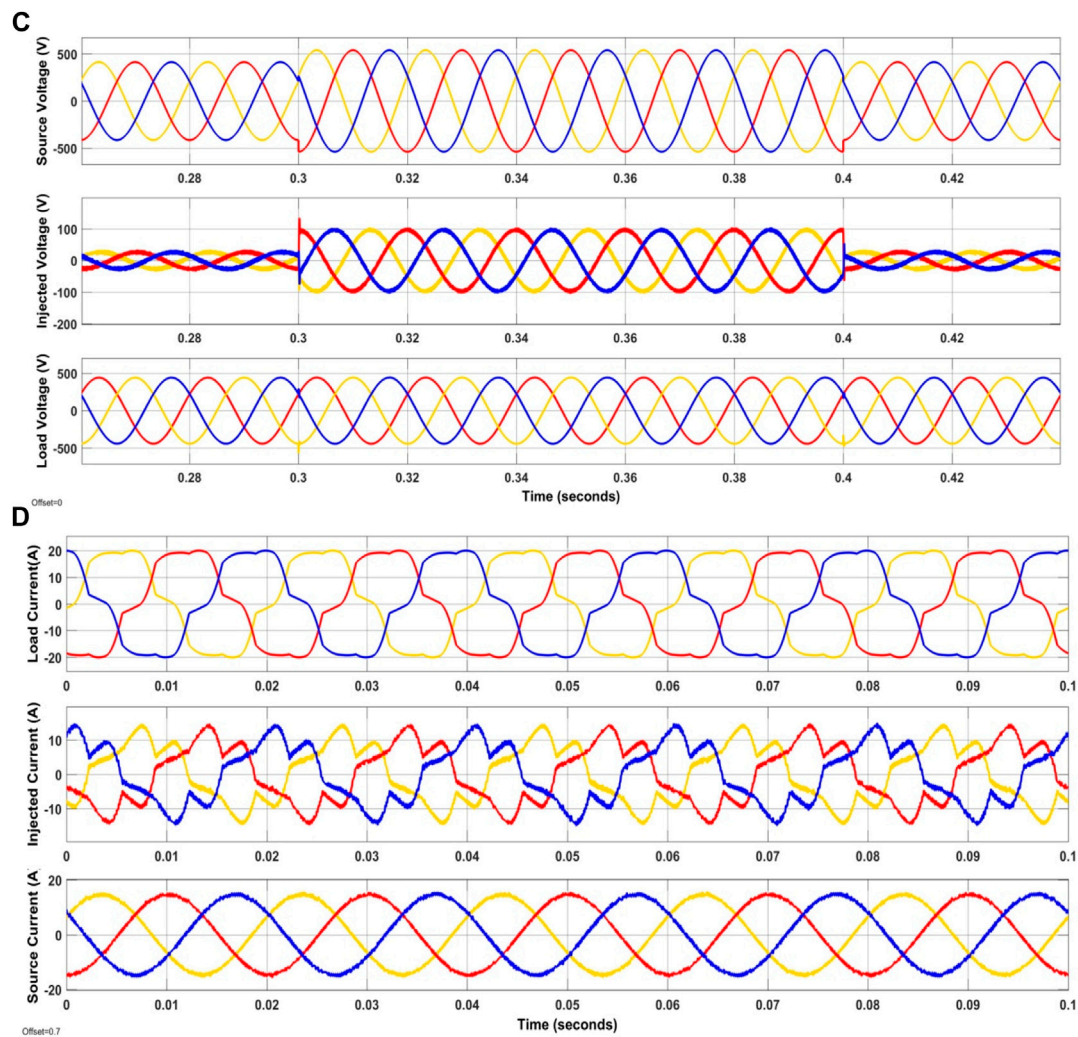 C
Source Voltage (V)
500
0
-500
0.28 0.3 0.32 0.34 0.36 0.38 0.4 0.42
Injected Voltage (V)
100
0
-100
-200
0.28 0.3 0.32 0.34 0.36 0.38 0.4 0.42
Load Voltage (V)
500
0
-500
0.28 0.3 0.32 0.34 0.36 0.38 0.4 0.42
Time (seconds)
Offset=0
D
Load Current(A)
20
10
0
-10
-20
0 0.01 0.02 0.03 0.04 0.05 0.06 0.07 0.08 0.09 0.1
Injected Current (A)
10
0
-10
0 0.01 0.02 0.03 0.04 0.05 0.06 0.07 0.08 0.09 0.1
Source Current (A
20
0
-20
0 0.01 0.02 0.03 0.04 0.05 0.06 0.07 0.08 0.09 0.1
Time (seconds)
Offset=0.7